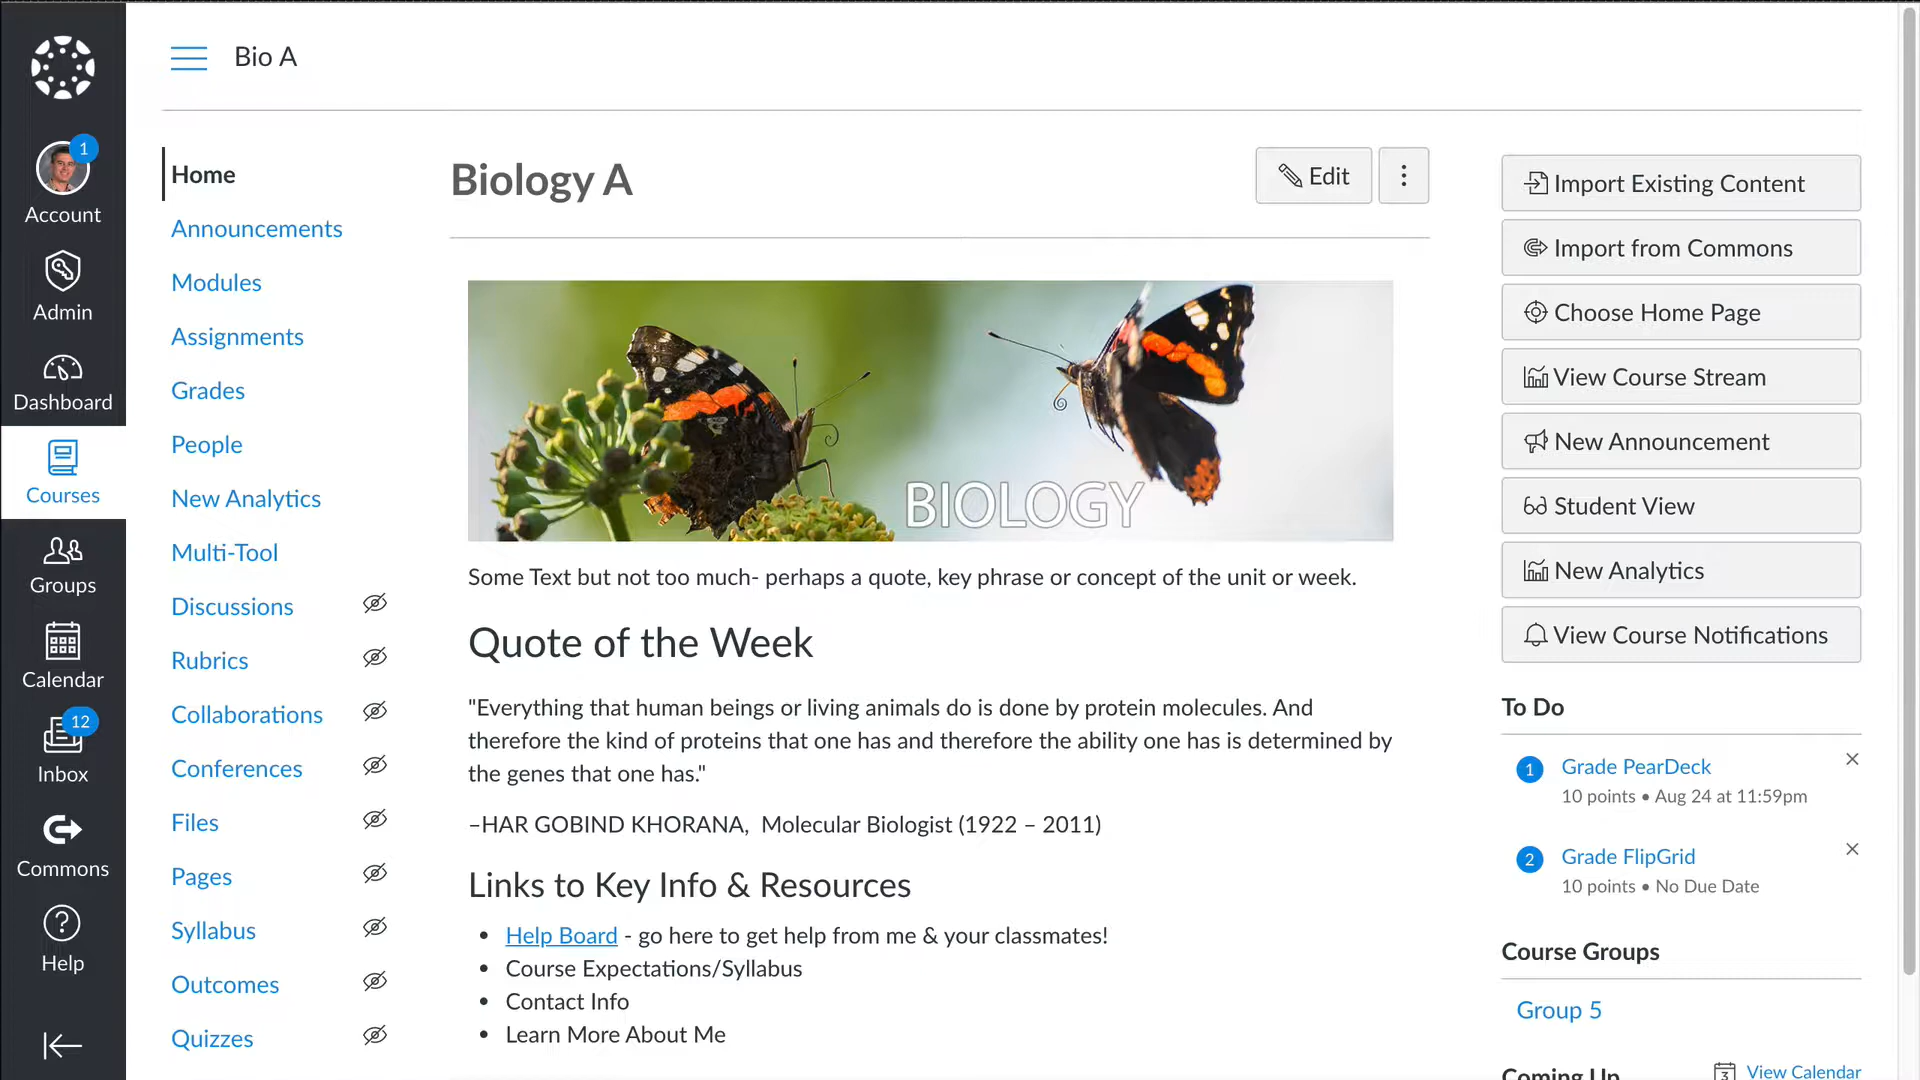 Bio A
1
Account
Admin
Dashboard
Courses
Groups
Calendar
12
Inbox
Commons
Help
Home
Announcements
Modules
Assignments
Grades
People
New Analytics
Multi-Tool
Discussions
Rubrics
Collaborations
Conferences
Files
Pages
Syllabus
Outcomes
Quizzes
Biology A
Edit
BIOLOGY
Some Text but not too much- perhaps a quote, key phrase or concept of the unit or week.
Quote of the Week
"Everything that human beings or living animals do is done by protein molecules. And
therefore the kind of proteins that one has and therefore the ability one has is determined by
the genes that one has."
–HAR GOBIND KHORANA,  Molecular Biologist (1922 – 2011)
Links to Key Info & Resources
• Help Board - go here to get help from me & your classmates!
• Course Expectations/Syllabus
• Contact Info
• Learn More About Me
Import Existing Content
Import from Commons
Choose Home Page
View Course Stream
New Announcement
Student View
New Analytics
View Course Notifications
To Do
1 Grade PearDeck
10 points • Aug 24 at 11:59pm
2 Grade FlipGrid
10 points • No Due Date
Course Groups
Group 5
Coming Up
3 View Calendar